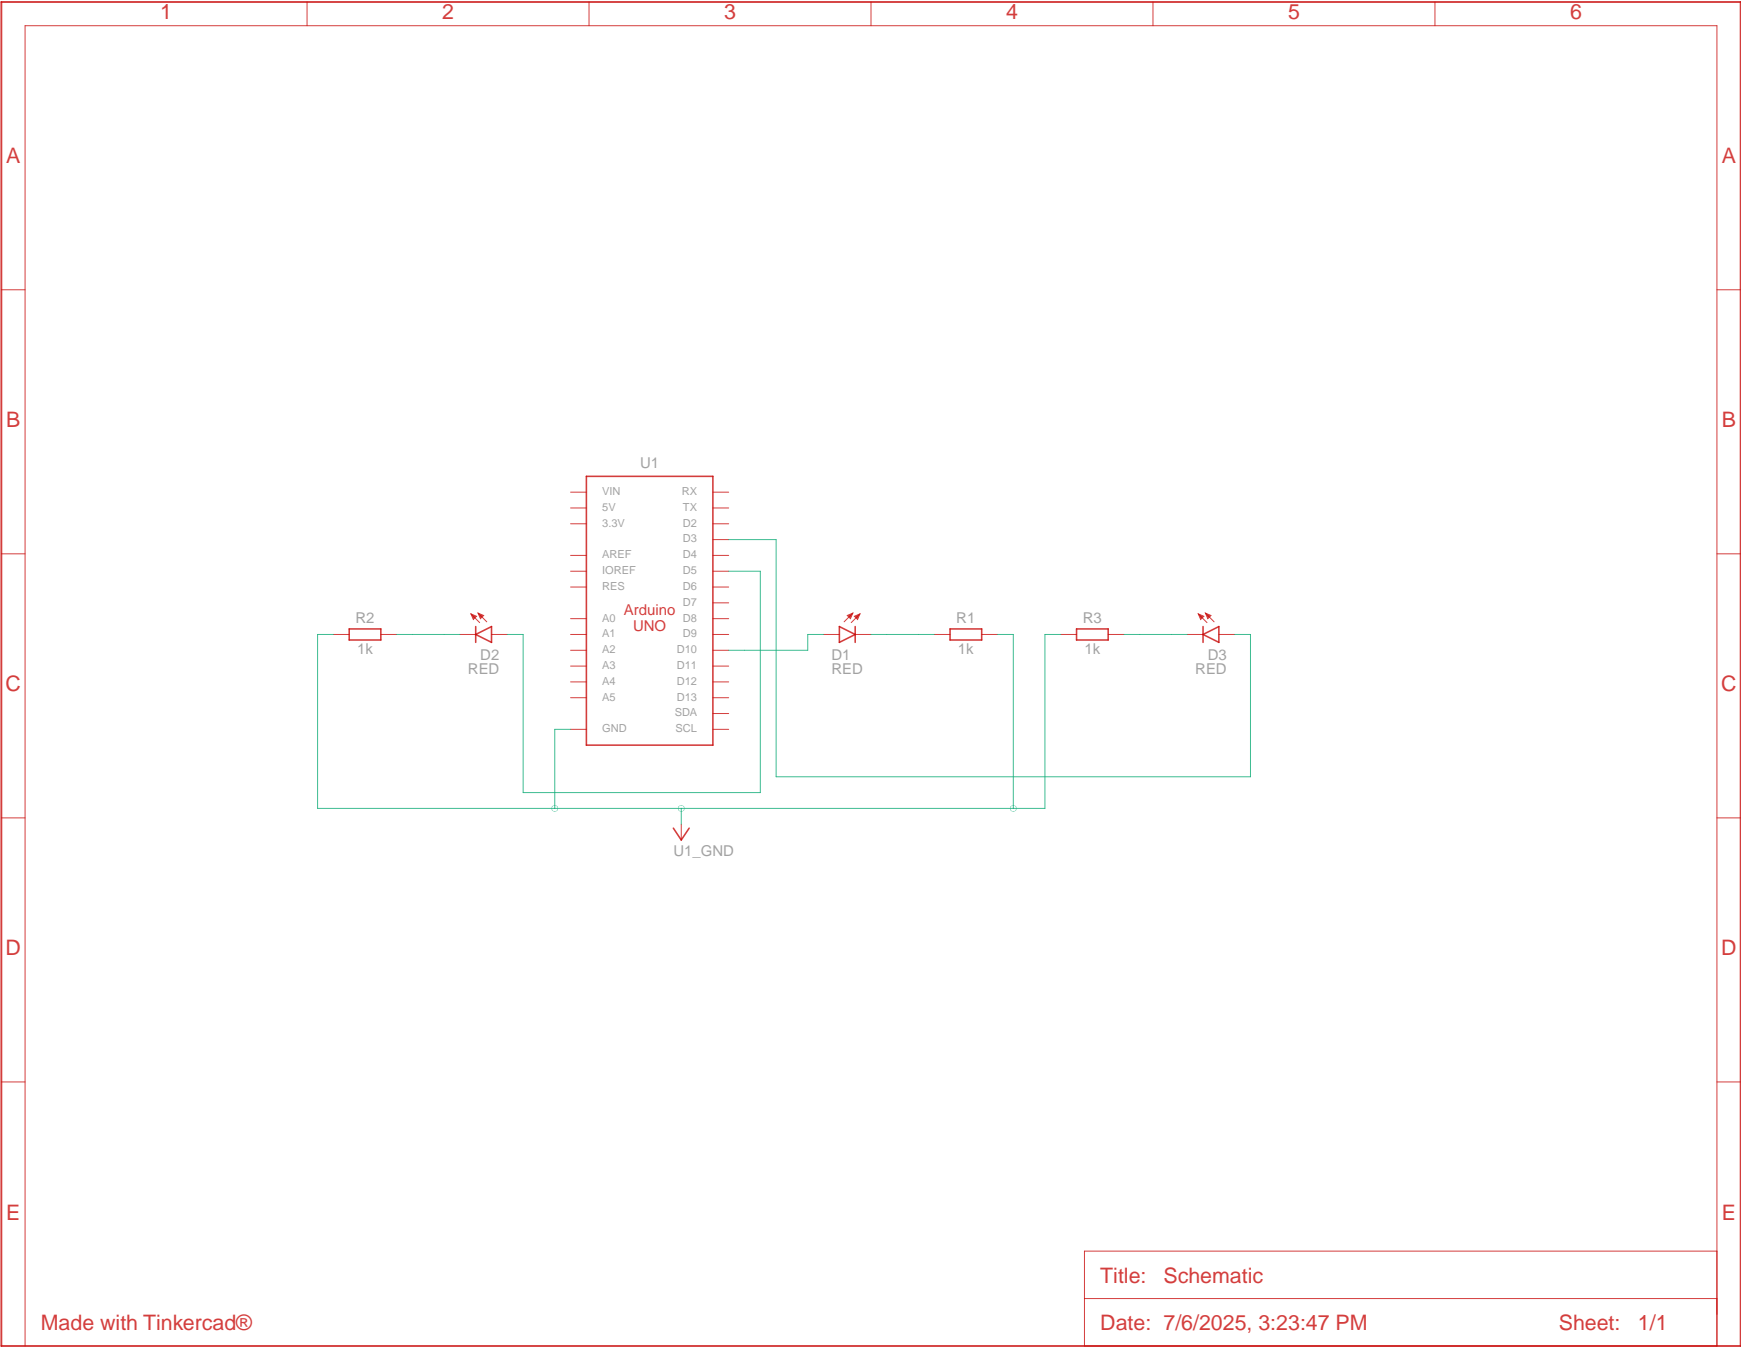 1 2 3 4 5 6
A A
B B
U1
VIN RX
5V TX
3.3V D2
D3
AREF D4
IOREF D5
RES D6
D7
A0 Arduino D8
A1 UNO D9
A2 D10
A3 D11
A4 D12
A5 D13
SDA
GND SCL
R2
1k
D2
RED
D1
RED
R1
1k
R3
1k
D3
RED
C C
U1_GND
D D
E E
Title: Schematic
Date: 7/6/2025, 3:23:47 PM Sheet: 1/1
Made with Tinkercad®